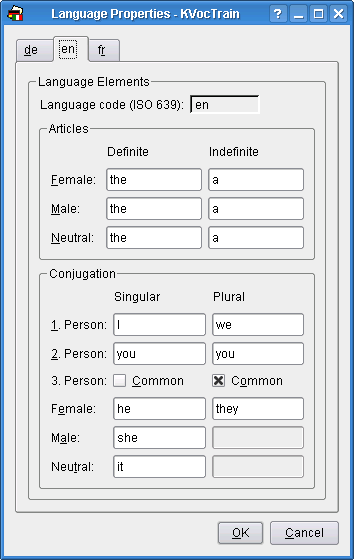 Language Properties - KVocTrain
de en fr
Language Elements
Language code (ISO 639): en
Articles
Definite Indefinite
Female: the a
Male: the a
Neutral: the a
Conjugation
Singular Plural
1. Person: I we
2. Person: you you
3. Person: Common Common
Female: he they
Male: she
Neutral: it
OK Cancel